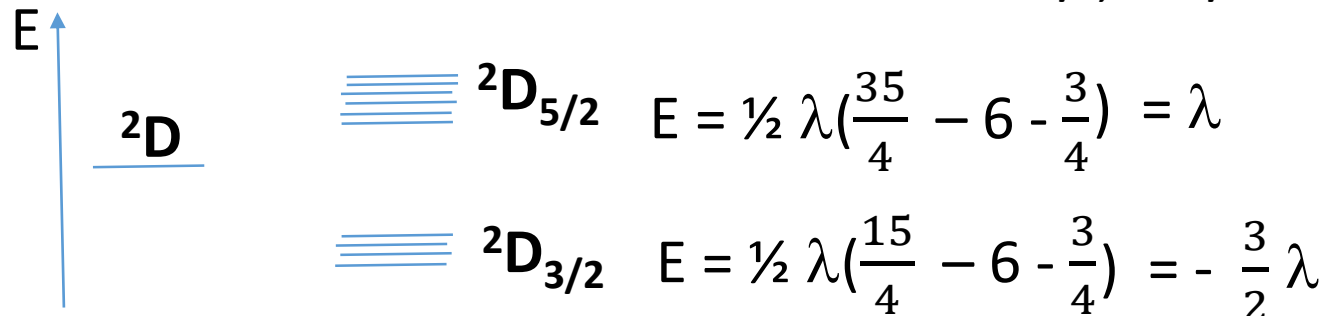 E
²D
²D₅/₂ E = ½ λ(35/4 – 6 - 3/4) = λ
²D₃/₂ E = ½ λ(15/4 – 6 - 3/4) = - 3/2 λ